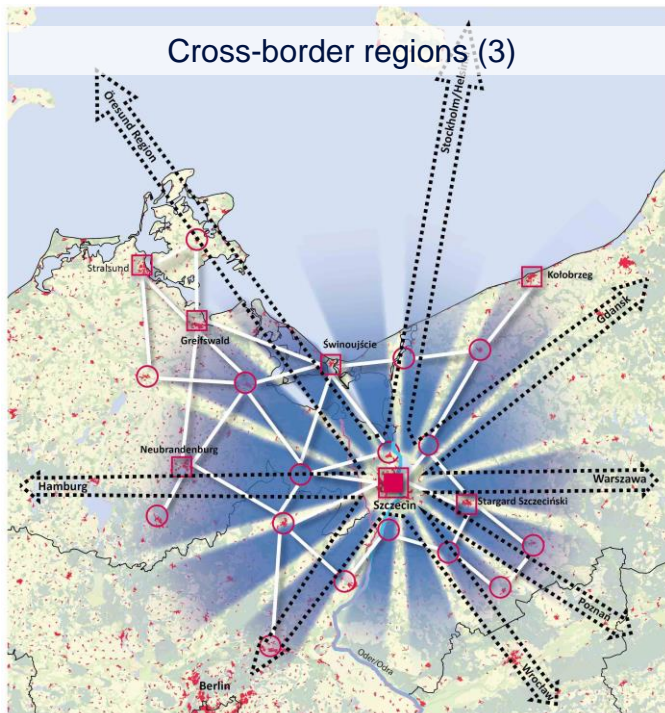 Cross-border regions (3)
Öresund Region
Stockholm/Helsin
Stralsund
Kołobrzeg
Gdańsk
Greifswald
Świnoujście
Neubrandenburg
Hamburg
Warszawa
Szczecin
Stargard Szczeciński
Poznań
Oder/Odra
Wrocław
Berlin